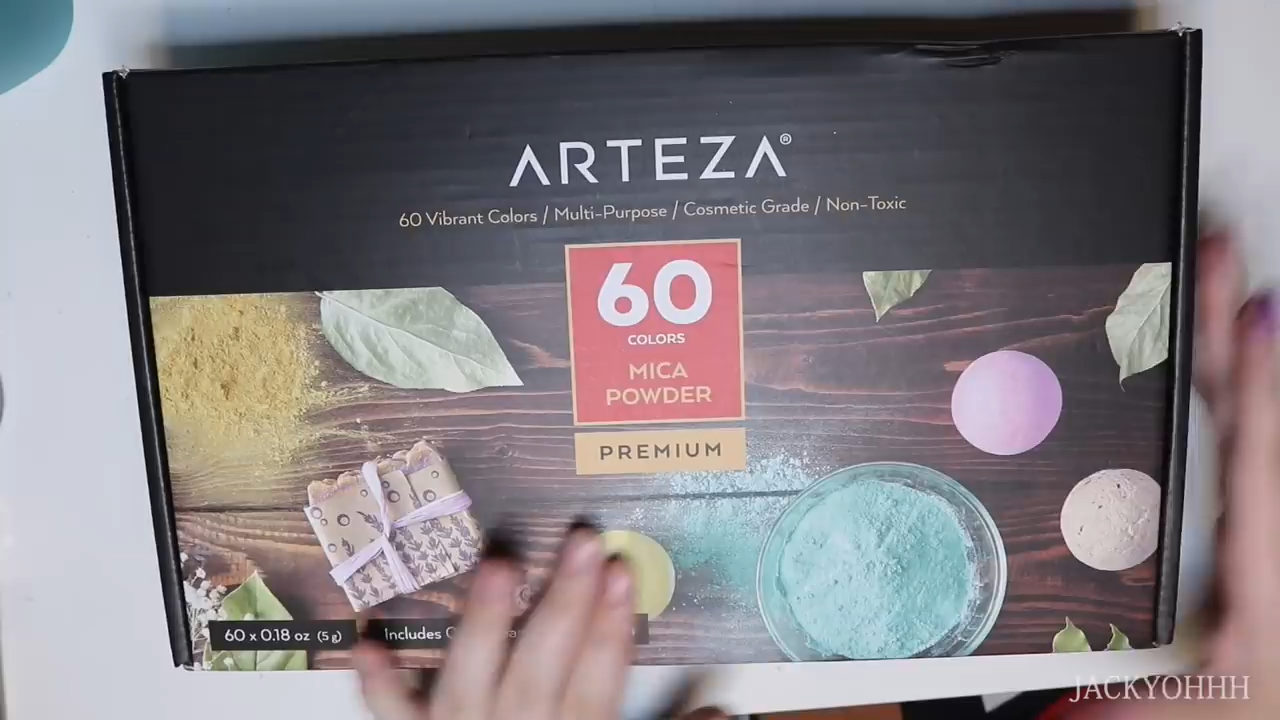 ARTEZA®
60 Vibrant Colors / Multi-Purpose / Cosmetic Grade / Non-Toxic
60
COLORS
MICA
POWDER
PREMIUM
60 x 0.18 oz (5 g)
Includes
JACKYOHHH